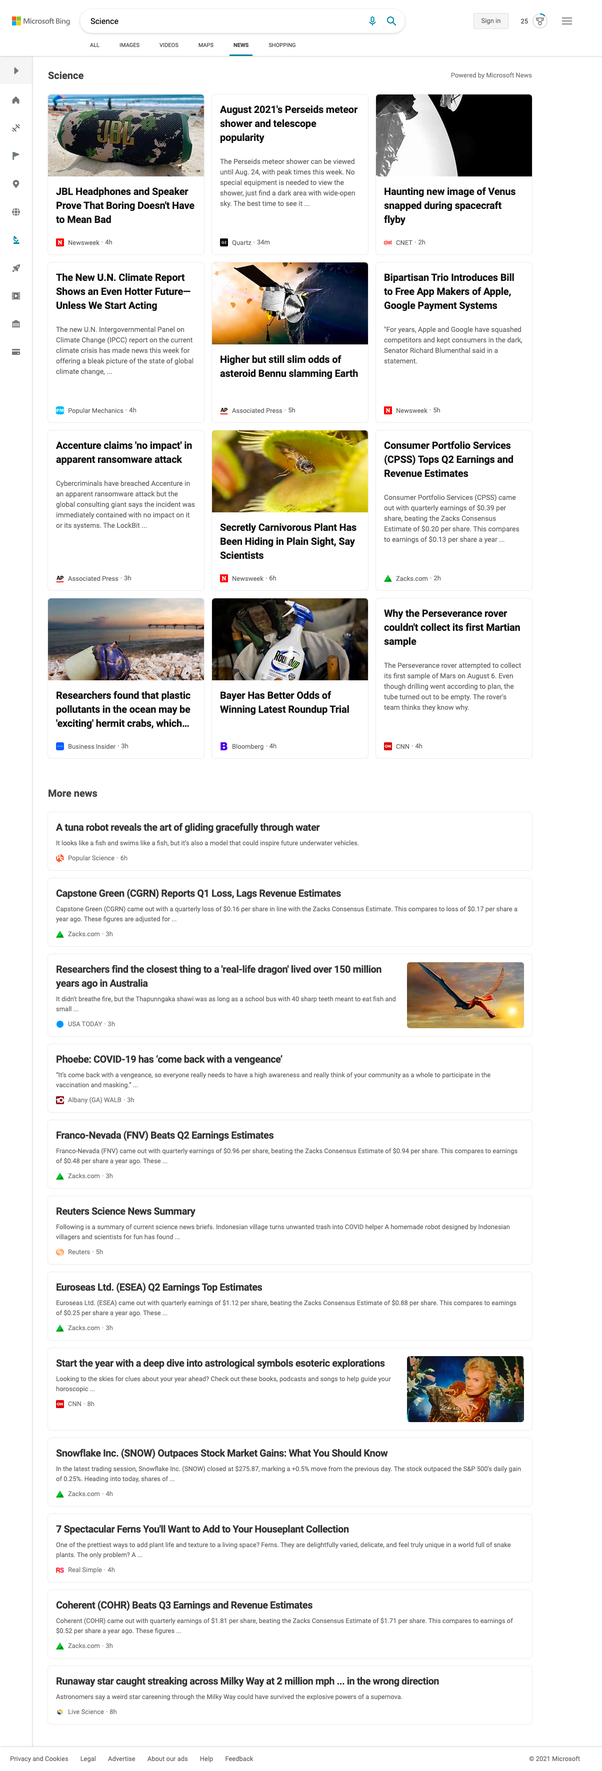 Microsoft Bing
Science
Sign in
25
ALL IMAGES VIDEOS MAPS NEWS SHOPPING
Science
Powered by Microsoft News
JBL
JBL Headphones and Speaker
Prove That Boring Doesn't Have
to Mean Bad
Newsweek · 4h
August 2021's Perseids meteor
shower and telescope
popularity
The Perseids meteor shower can be viewed
until Aug. 24, with peak times this week. No
special equipment is needed to view the
shower, just find a dark area with wide-open
sky. The best time to see it ...
Quartz · 34m
Haunting new image of Venus
snapped during spacecraft
flyby
CNET · 2h
The New U.N. Climate Report
Shows an Even Hotter Future—
Unless We Start Acting
The new U.N. Intergovernmental Panel on
Climate Change (IPCC) report on the current
climate crisis has made news this week for
offering a bleak picture of the state of global
climate change, ...
Popular Mechanics · 4h
Higher but still slim odds of
asteroid Bennu slamming Earth
AP Associated Press · 5h
Bipartisan Trio Introduces Bill
to Free App Makers of Apple,
Google Payment Systems
"For years, Apple and Google have squashed
competitors and kept consumers in the dark,
Senator Richard Blumenthal said in a
statement.
Newsweek · 5h
Accenture claims 'no impact' in
apparent ransomware attack
Cybercriminals have breached Accenture in
an apparent ransomware attack but the
global consulting giant says the incident was
immediately contained with no impact on it
or its systems. The LockBit ...
AP Associated Press · 3h
Secretly Carnivorous Plant Has
Been Hiding in Plain Sight, Say
Scientists
Newsweek · 6h
Consumer Portfolio Services
(CPSS) Tops Q2 Earnings and
Revenue Estimates
Consumer Portfolio Services (CPSS) came
out with quarterly earnings of $0.39 per
share, beating the Zacks Consensus
Estimate of $0.20 per share. This compares
to earnings of $0.13 per share a year ...
Zacks.com · 2h
Researchers found that plastic
pollutants in the ocean may be
'exciting' hermit crabs, which...
Business Insider · 3h
Roundup
Bayer Has Better Odds of
Winning Latest Roundup Trial
B Bloomberg · 4h
Why the Perseverance rover
couldn't collect its first Martian
sample
The Perseverance rover attempted to collect
its first sample of Mars on August 6. Even
though drilling went according to plan, the
tube turned out to be empty. The rover's
team thinks they know why.
CNN · 4h
More news
A tuna robot reveals the art of gliding gracefully through water
It looks like a fish and swims like a fish, but it's also a model that could inspire future underwater vehicles.
Popular Science · 6h
Capstone Green (CGRN) Reports Q1 Loss, Lags Revenue Estimates
Capstone Green (CGRN) came out with a quarterly loss of $0.16 per share in line with the Zacks Consensus Estimate. This compares to loss of $0.17 per share a
year ago. These figures are adjusted for ...
Zacks.com · 3h
Researchers find the closest thing to a 'real-life dragon' lived over 150 million
years ago in Australia
It didn't breathe fire, but the Thapunngaka shawi was as long as a school bus with 40 sharp teeth meant to eat fish and
small ...
USA TODAY · 3h
Phoebe: COVID-19 has ‘come back with a vengeance’
“It's come back with a vengeance, so everyone really needs to have a high awareness and really think of your community as a whole to participate in the
vaccination and masking.” ...
Albany (GA) WALB · 3h
Franco-Nevada (FNV) Beats Q2 Earnings Estimates
Franco-Nevada (FNV) came out with quarterly earnings of $0.96 per share, beating the Zacks Consensus Estimate of $0.94 per share. This compares to earnings
of $0.48 per share a year ago. These ...
Zacks.com · 3h
Reuters Science News Summary
Following is a summary of current science news briefs. Indonesian village turns unwanted trash into COVID helper A homemade robot designed by Indonesian
villagers and scientists for fun has found ...
Reuters · 5h
Euroseas Ltd. (ESEA) Q2 Earnings Top Estimates
Euroseas Ltd. (ESEA) came out with quarterly earnings of $1.12 per share, beating the Zacks Consensus Estimate of $0.88 per share. This compares to earnings
of $0.25 per share a year ago. These ...
Zacks.com · 3h
Start the year with a deep dive into astrological symbols esoteric explorations
Looking to the skies for clues about your year ahead? Check out these books, podcasts and songs to help guide your
horoscopic ...
CNN · 8h
Snowflake Inc. (SNOW) Outpaces Stock Market Gains: What You Should Know
In the latest trading session, Snowflake Inc. (SNOW) closed at $275.87, marking a +0.5% move from the previous day. The stock outpaced the S&P 500's daily gain
of 0.25%. Heading into today, shares of ...
Zacks.com · 4h
7 Spectacular Ferns You'll Want to Add to Your Houseplant Collection
One of the prettiest ways to add plant life and texture to a living space? Ferns. They are delightfully varied, delicate, and feel truly unique in a world full of snake
plants. The only problem? A ...
RS Real Simple · 4h
Coherent (COHR) Beats Q3 Earnings and Revenue Estimates
Coherent (COHR) came out with quarterly earnings of $1.81 per share, beating the Zacks Consensus Estimate of $1.71 per share. This compares to earnings of
$0.52 per share a year ago. These figures ...
Zacks.com · 3h
Runaway star caught streaking across Milky Way at 2 million mph ... in the wrong direction
Astronomers say a weird star careening through the Milky Way could have survived the explosive powers of a supernova.
Live Science · 8h
Privacy and Cookies Legal Advertise About our ads Help Feedback
© 2021 Microsoft